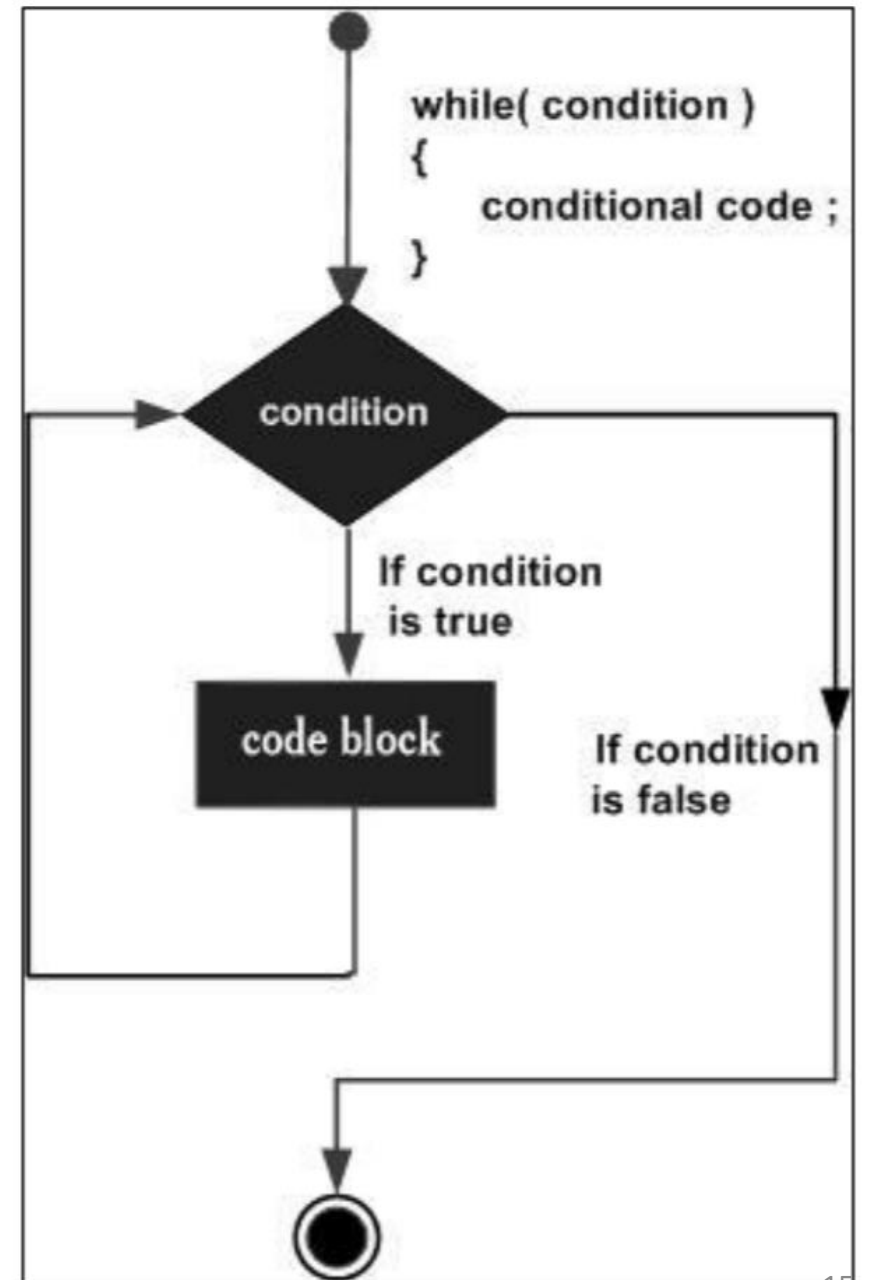 while( condition )
{
conditional code ;
}
condition
If condition
is true
code block
If condition
is false